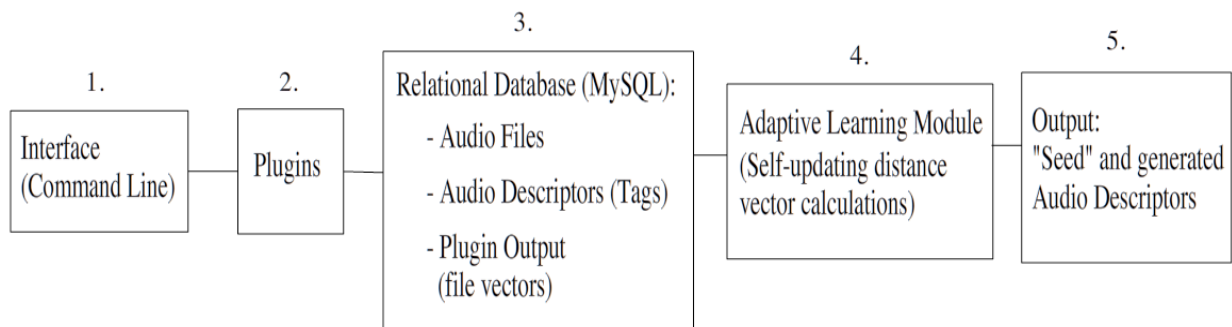 1.
Interface
(Command Line)
2.
Plugins
3.
Relational Database (MySQL):
- Audio Files
- Audio Descriptors (Tags)
- Plugin Output
(file vectors)
4.
Adaptive Learning Module
(Self-updating distance
vector calculations)
5.
Output:
"Seed" and generated
Audio Descriptors